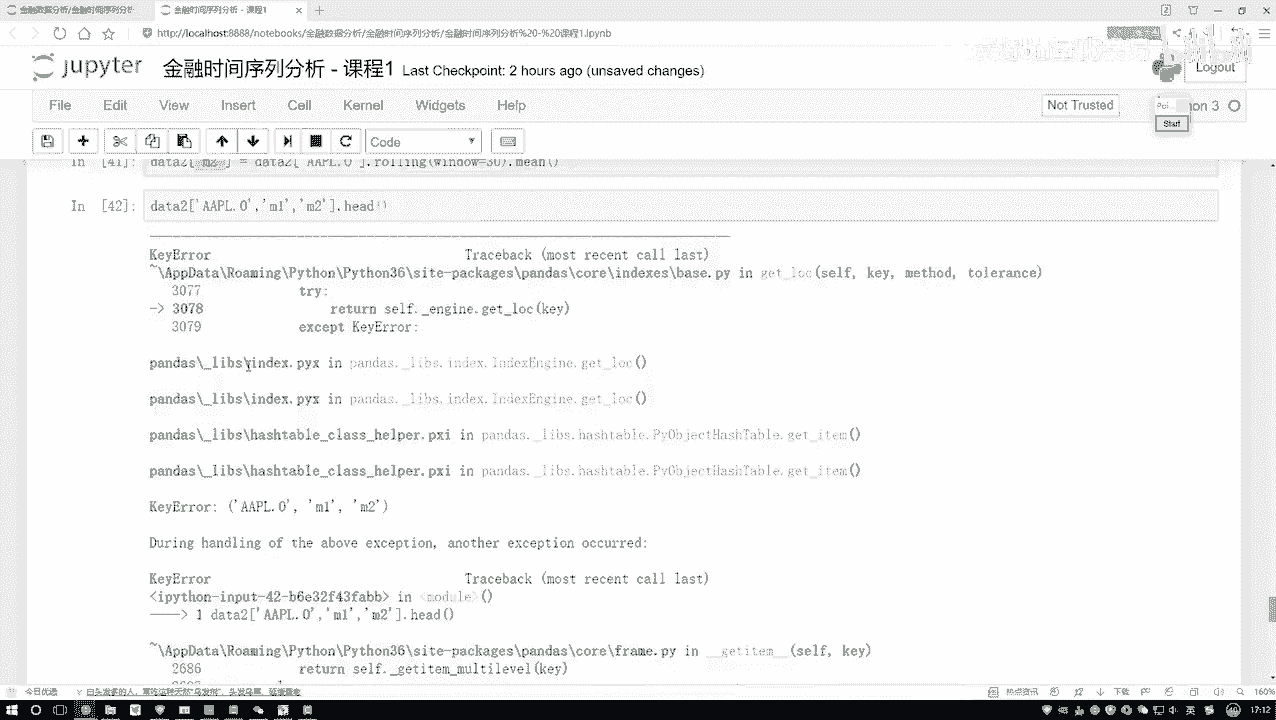 金融数据分析/金融时间序列分析
金融时间序列分析 - 课程1
http://localhost:8888/notebooks/金融数据分析/金融时间序列分析/金融时间序列分析%20-%20课程1.ipynb
jupyter 金融时间序列分析 - 课程1 Last Checkpoint: 2 hours ago (unsaved changes)
Logout
File Edit View Insert Cell Kernel Widgets Help
Not Trusted
3
Start
Code
In [41]: data2['m2'] = data2['AAPL.O'].rolling(window=30).mean()
In [42]: data2['AAPL.O','m1','m2'].head()
KeyError Traceback (most recent call last)
~\AppData\Roaming\Python\Python36\site-packages\pandas\core\indexes\base.py in get_loc(self, key, method, tolerance)
3077 try:
-> 3078 return self._engine.get_loc(key)
3079 except KeyError:
pandas\_libs\index.pyx in pandas._libs.index.IndexEngine.get_loc()
pandas\_libs\index.pyx in pandas._libs.index.IndexEngine.get_loc()
pandas\_libs\hashtable_class_helper.pxi in pandas._libs.hashtable.PyObjectHashTable.get_item()
pandas\_libs\hashtable_class_helper.pxi in pandas._libs.hashtable.PyObjectHashTable.get_item()
KeyError: ('AAPL.O', 'm1', 'm2')
During handling of the above exception, another exception occurred:
KeyError Traceback (most recent call last)
<ipython-input-42-b6e32f43fabb> in <module>()
----> 1 data2['AAPL.O','m1','m2'].head()
~\AppData\Roaming\Python\Python36\site-packages\pandas\core\frame.py in __getitem__(self, key)
2686 return self._getitem_multilevel(key)
今日优选
热点资讯
下载
160%
17:12